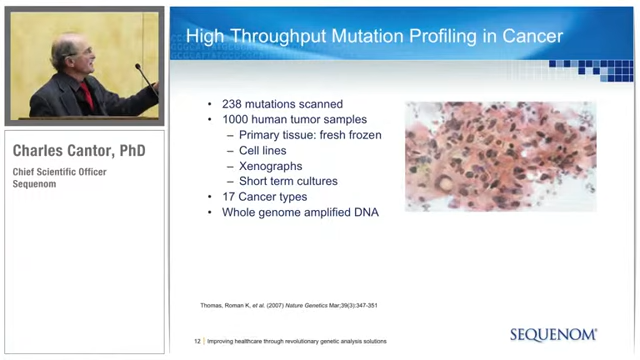 High Throughput Mutation Profiling in Cancer
• 238 mutations scanned
• 1000 human tumor samples
– Primary tissue: fresh frozen
– Cell lines
– Xenographs
– Short term cultures
• 17 Cancer types
• Whole genome amplified DNA
Charles Cantor, PhD
Chief Scientific Officer
Sequenom
Thomas, Roman K, et al. (2007) Nature Genetics Mar;39(3):347-351
12 | Improving healthcare through revolutionary genetic analysis solutions
SEQUENOM®